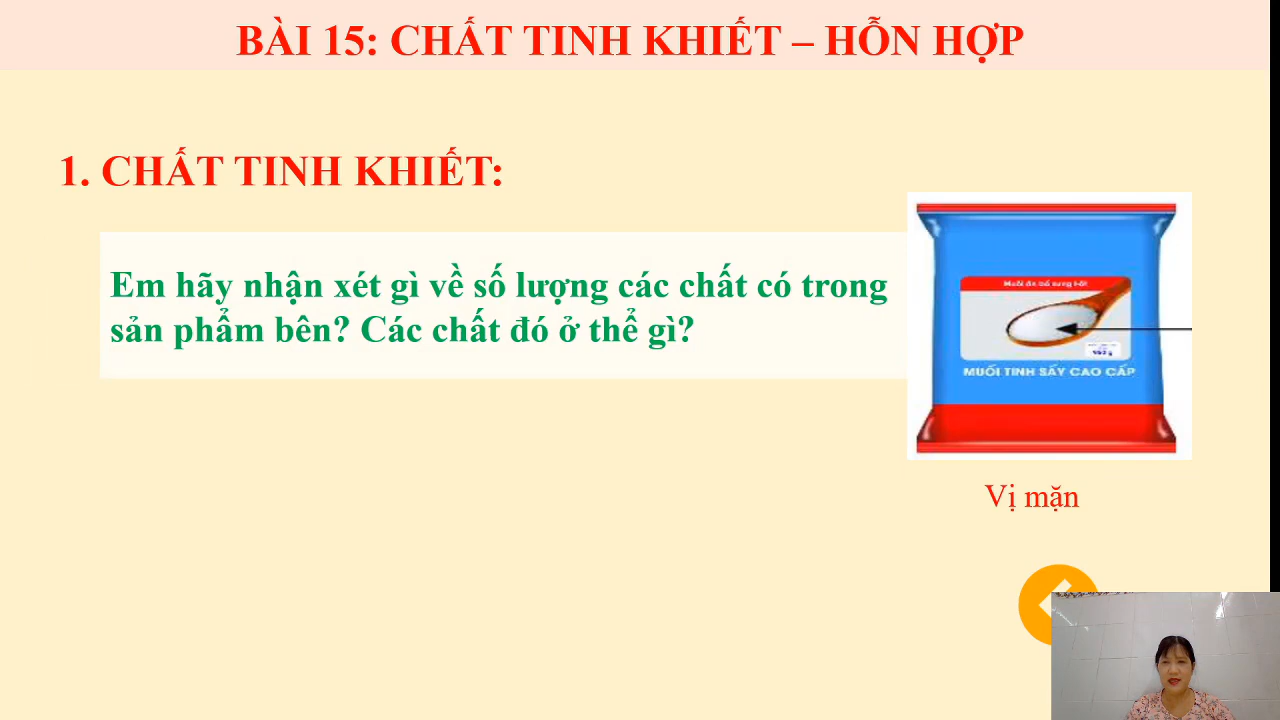 BÀI 15: CHẤT TINH KHIẾT – HỖN HỢP
1. CHẤT TINH KHIẾT:
Em hãy nhận xét gì về số lượng các chất có trong
sản phẩm bên? Các chất đó ở thể gì?
MUỐI TINH SẤY CAO CẤP
Vị mặn